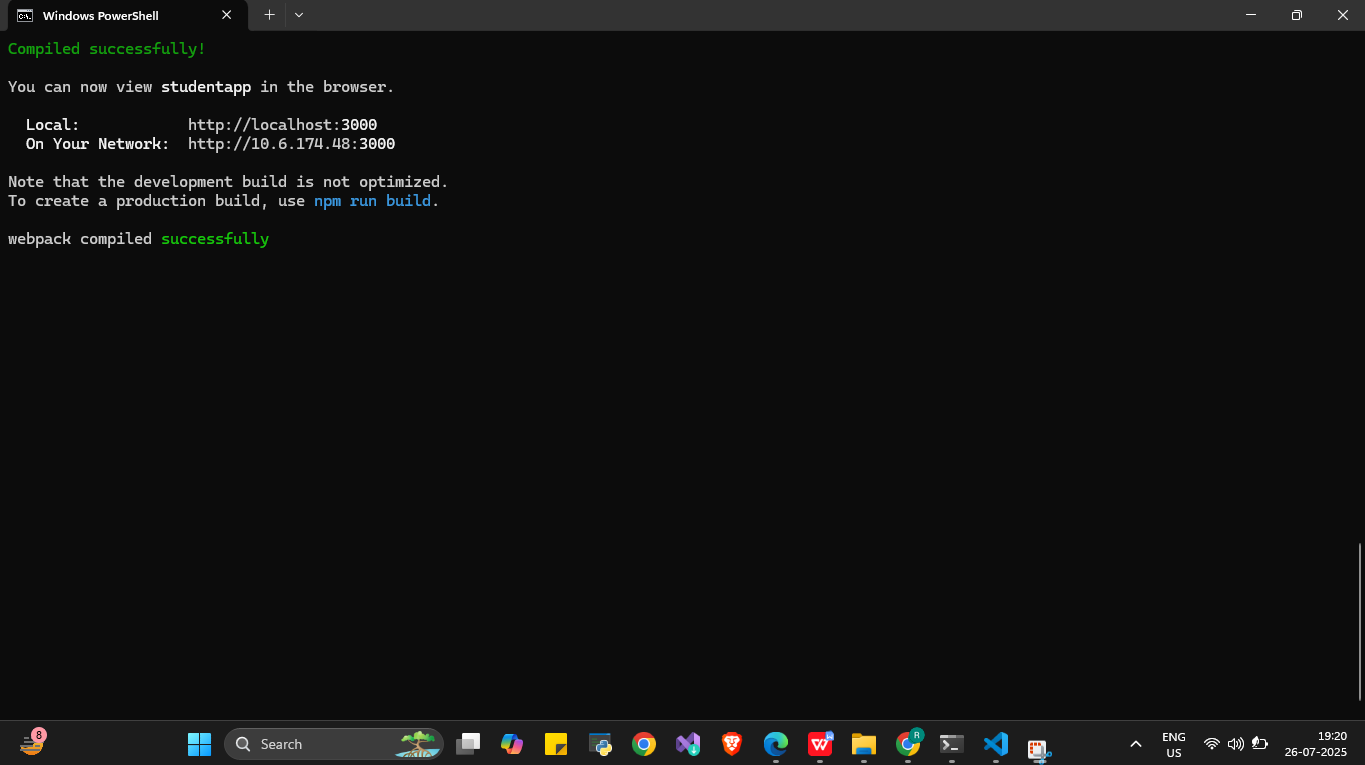 Windows PowerShell
Compiled successfully!
You can now view studentapp in the browser.
Local: http://localhost:3000
On Your Network: http://10.6.174.48:3000
Note that the development build is not optimized.
To create a production build, use npm run build.
webpack compiled successfully
8
Search
R
ENG
US
19:20
26-07-2025